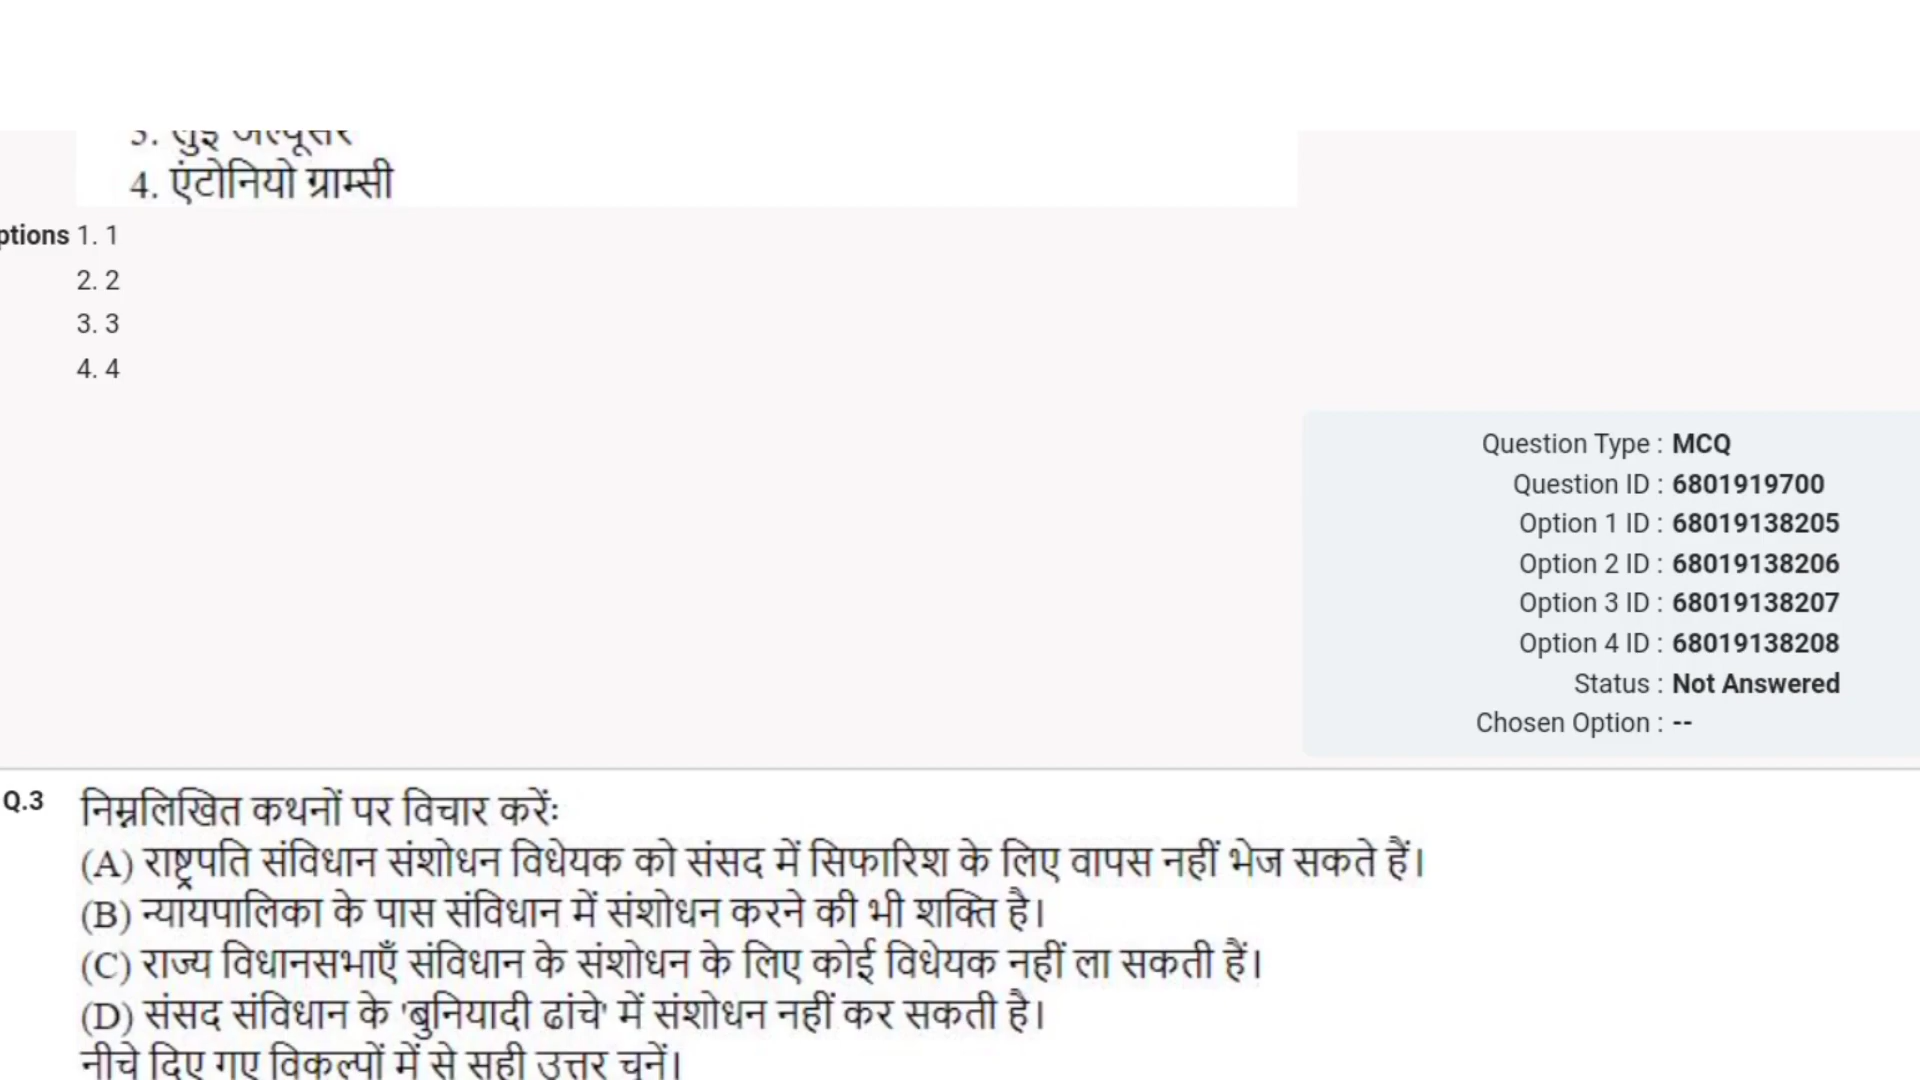 3. लुई अल्थूसर
4. एंटोनियो ग्राम्सी
ptions 1. 1
2. 2
3. 3
4. 4
Question Type : MCQ
Question ID : 6801919700
Option 1 ID : 68019138205
Option 2 ID : 68019138206
Option 3 ID : 68019138207
Option 4 ID : 68019138208
Status : Not Answered
Chosen Option : --
Q.3 निम्नलिखित कथनों पर विचार करेंः
(A) राष्ट्रपति संविधान संशोधन विधेयक को संसद में सिफारिश के लिए वापस नहीं भेज सकते हैं।
(B) न्यायपालिका के पास संविधान में संशोधन करने की भी शक्ति है।
(C) राज्य विधानसभाएँ संविधान के संशोधन के लिए कोई विधेयक नहीं ला सकती हैं।
(D) संसद संविधान के 'बुनियादी ढांचे' में संशोधन नहीं कर सकती है।
नीचे दिए गए विकल्पों में से सही उत्तर चुनें।